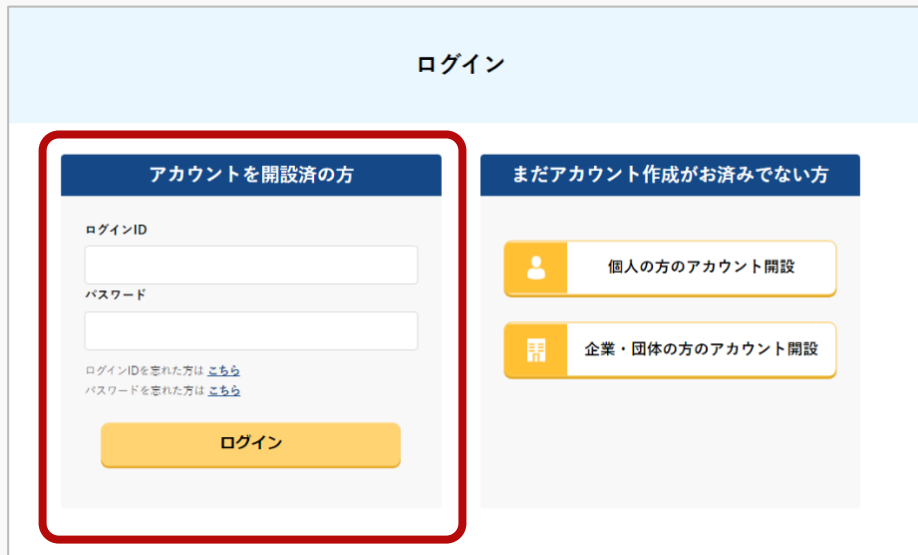 ログイン
アカウントを開設済の方
ログインID
パスワード
ログインIDを忘れた方は こちら
パスワードを忘れた方は こちら
ログイン
まだアカウント作成がお済みでない方
個人の方のアカウント開設
企業・団体の方のアカウント開設